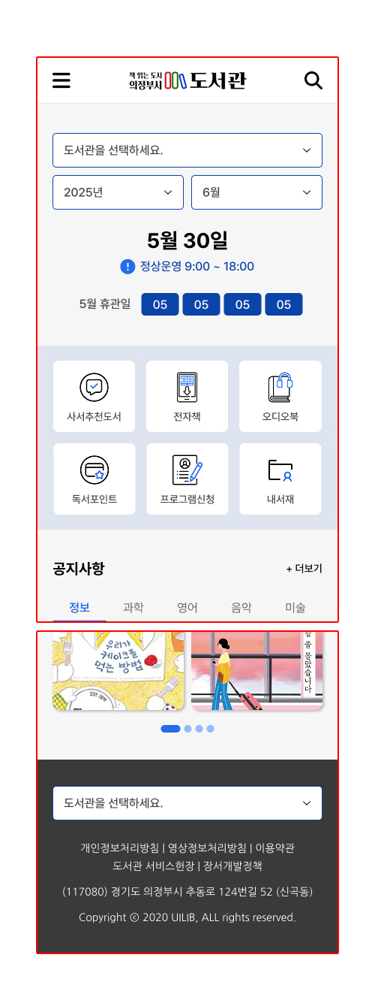 책 읽는 도시
의정부시 도서관
도서관을 선택하세요.
2025년 6월
5월 30일
정상운영 9:00 ~ 18:00
5월 휴관일 05 05 05 05
사서추천도서 전자책 오디오북
독서포인트 프로그램신청 내서재
공지사항 + 더보기
정보 과학 영어 음악 미술
우리가
케이크를
먹는 방법
줄 몰랐습니다
도서관을 선택하세요.
개인정보처리방침 | 영상정보처리방침 | 이용약관
도서관 서비스헌장 | 장서개발정책
(117080) 경기도 의정부시 추동로 124번길 52 (신곡동)
Copyright ⓒ 2020 UILIB, ALL rights reserved.